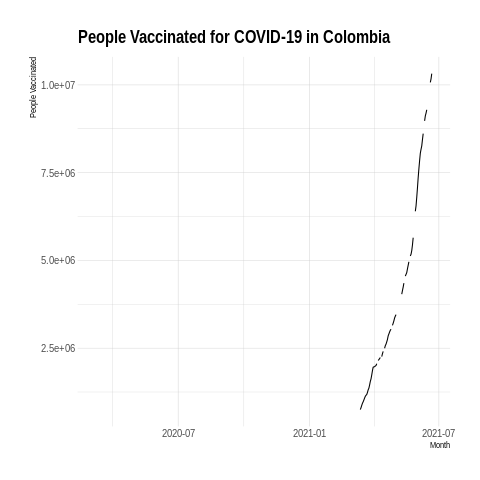 People Vaccinated for COVID-19 in Colombia
People Vaccinated
1.0e+07
7.5e+06
5.0e+06
2.5e+06
2020-07 2021-01 2021-07
Month